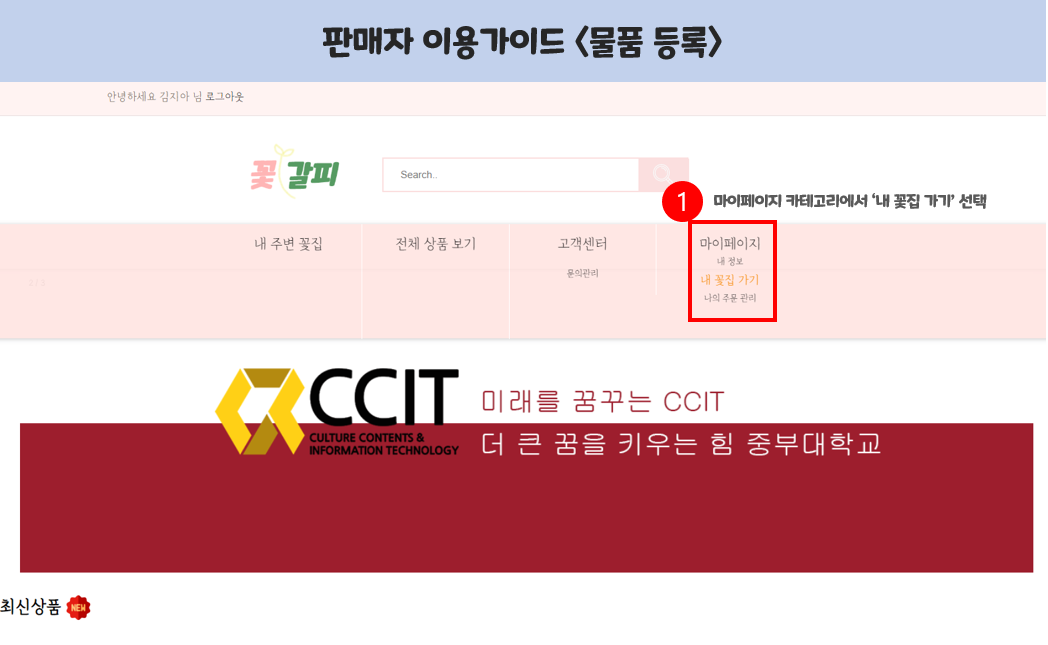 판매자 이용가이드 <물품 등록>
안녕하세요 김지아 님 로그아웃
꽃갈피
Search..
1 마이페이지 카테고리에서 ‘내 꽃집 가기’ 선택
내 주변 꽃집 전체 상품 보기 고객센터 마이페이지
문의관리
내 정보
내 꽃집 가기
나의 주문 관리
2 / 3
CCIT
CULTURE CONTENTS &
INFORMATION TECHNOLOGY
미래를 꿈꾸는 CCIT
더 큰 꿈을 키우는 힘 중부대학교
최신상품 NEW